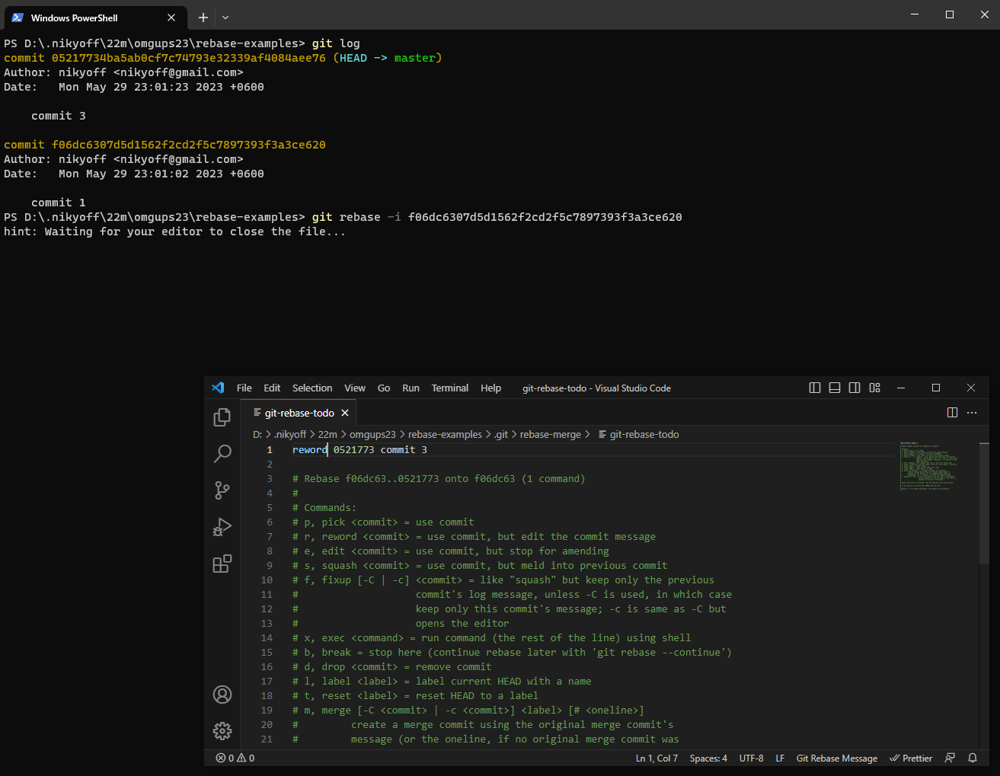 Windows PowerShell
PS D:\.nikyoff\22m\omgups23\rebase-examples> git log
commit 05217734ba5ab0cf7c74793e32339af4084aee76 (HEAD -> master)
Author: nikyoff <nikyoff@gmail.com>
Date:   Mon May 29 23:01:23 2023 +0600
commit 3
commit f06dc6307d5d1562f2cd2f5c7897393f3a3ce620
Author: nikyoff <nikyoff@gmail.com>
Date:   Mon May 29 23:01:02 2023 +0600
commit 1
PS D:\.nikyoff\22m\omgups23\rebase-examples> git rebase -i f06dc6307d5d1562f2cd2f5c7897393f3a3ce620
hint: Waiting for your editor to close the file...
File Edit Selection View Go Run Terminal Help git-rebase-todo - Visual Studio Code
git-rebase-todo
D: > .nikyoff > 22m > omgups23 > rebase-examples > .git > rebase-merge > git-rebase-todo
1 reword 0521773 commit 3
2
3 # Rebase f06dc63..0521773 onto f06dc63 (1 command)
4 #
5 # Commands:
6 # p, pick <commit> = use commit
7 # r, reword <commit> = use commit, but edit the commit message
8 # e, edit <commit> = use commit, but stop for amending
9 # s, squash <commit> = use commit, but meld into previous commit
10 # f, fixup [-C | -c] <commit> = like "squash" but keep only the previous
11 #                    commit's log message, unless -C is used, in which case
12 #                    keep only this commit's message; -c is same as -C but
13 #                    opens the editor
14 # x, exec <command> = run command (the rest of the line) using shell
15 # b, break = stop here (continue rebase later with 'git rebase --continue')
16 # d, drop <commit> = remove commit
17 # l, label <label> = label current HEAD with a name
18 # t, reset <label> = reset HEAD to a label
19 # m, merge [-C <commit> | -c <commit>] <label> [# <oneline>]
20 #         create a merge commit using the original merge commit's
21 #         message (or the oneline, if no original merge commit was
0 0 Ln 1, Col 7 Spaces: 4 UTF-8 LF Git Rebase Message Prettier